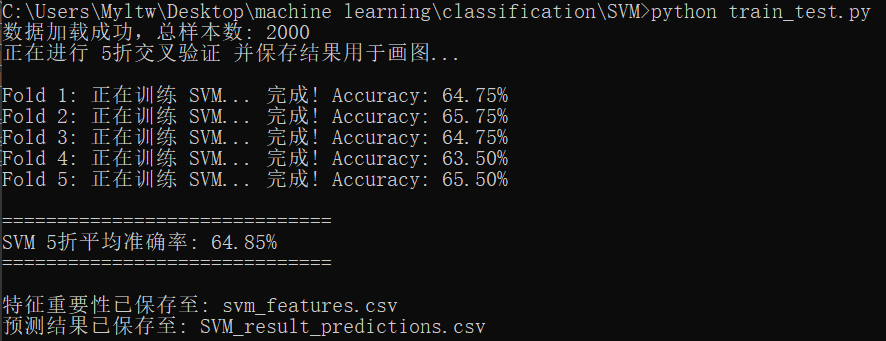 C:\Users\Myltw\Desktop\machine learning\classification\SVM>python train_test.py
数据加载成功，总样本数: 2000
正在进行 5折交叉验证 并保存结果用于画图...
Fold 1: 正在训练 SVM... 完成! Accuracy: 64.75%
Fold 2: 正在训练 SVM... 完成! Accuracy: 65.75%
Fold 3: 正在训练 SVM... 完成! Accuracy: 64.75%
Fold 4: 正在训练 SVM... 完成! Accuracy: 63.50%
Fold 5: 正在训练 SVM... 完成! Accuracy: 65.50%
==============================
SVM 5折平均准确率: 64.85%
==============================
特征重要性已保存至: svm_features.csv
预测结果已保存至: SVM_result_predictions.csv